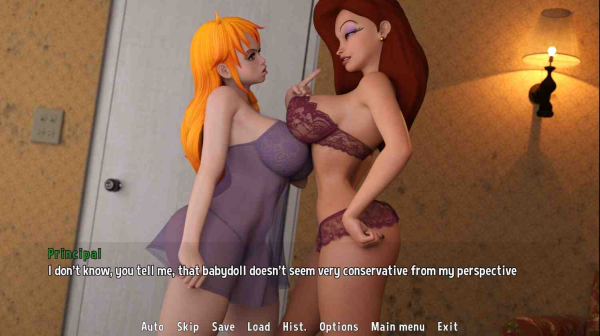 Principal
I don't know, you tell me, that babydoll doesn't seem very conservative from my perspective
Auto Skip Save Load Hist. Options Main menu Exit